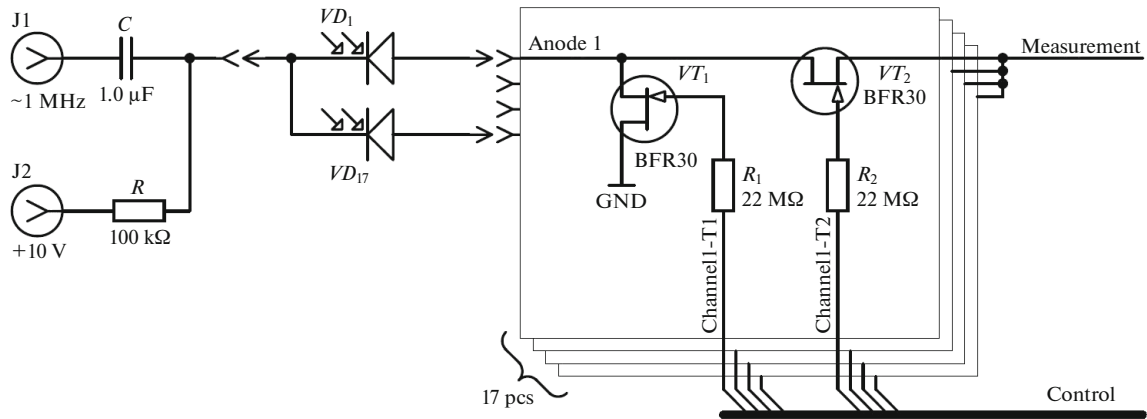 J1
C
1.0 µF
~1 MHz
J2
R
100 kΩ
+10 V
VD1
VD17
Anode 1
VT1
BFR30
GND
R1
22 MΩ
Channel1-T1
VT2
BFR30
R2
22 MΩ
Channel1-T2
Measurement
17 pcs
Control